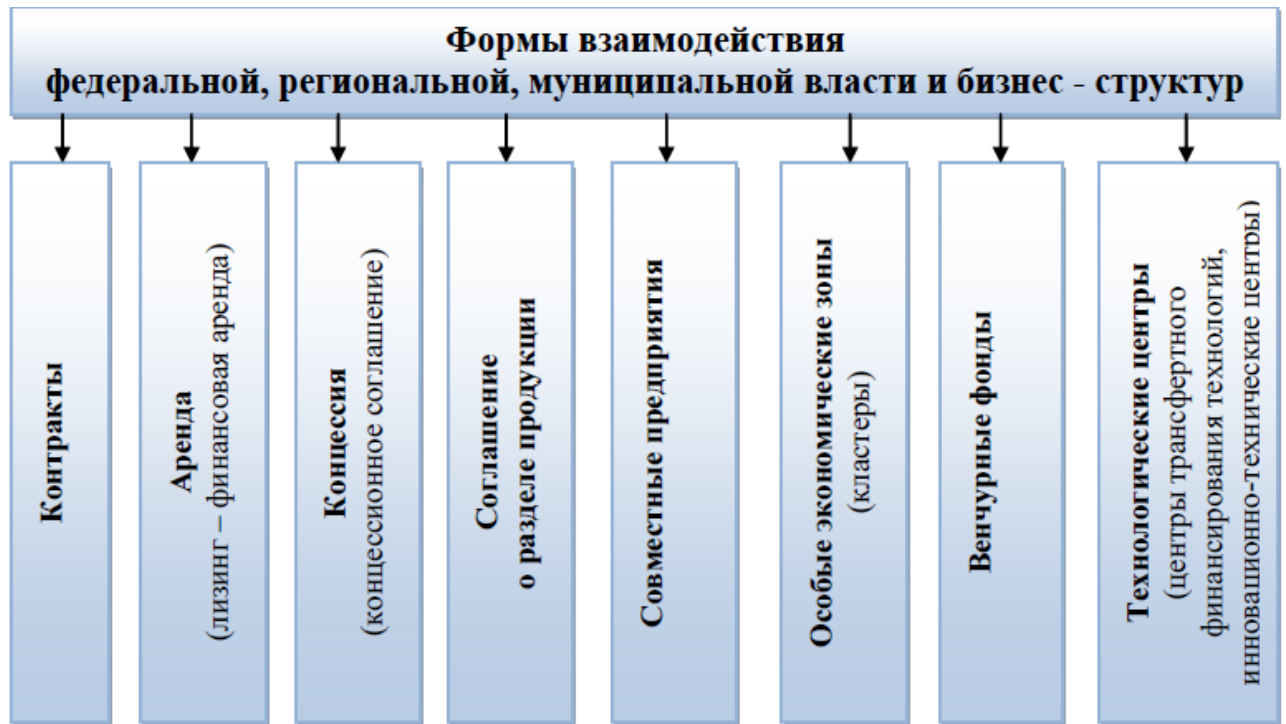 Формы взаимодействия
федеральной, региональной, муниципальной власти и бизнес - структур
Контракты
Аренда
(лизинг – финансовая аренда)
Концессия
(концессионное соглашение)
Соглашение
о разделе продукции
Совместные предприятия
Особые экономические зоны
(кластеры)
Венчурные фонды
Технологические центры
(центры трансфертного
финансирования технологий,
инновационно-технические центры)